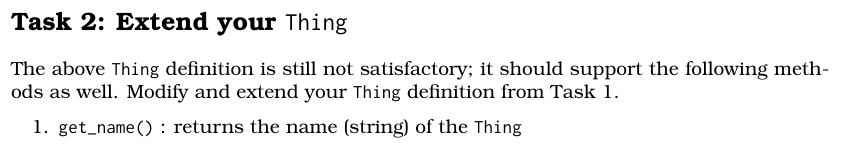 Task 2: Extend your Thing
The above Thing definition is still not satisfactory; it should support the following meth-
ods as well. Modify and extend your Thing definition from Task 1.
1. get_name() : returns the name (string) of the Thing